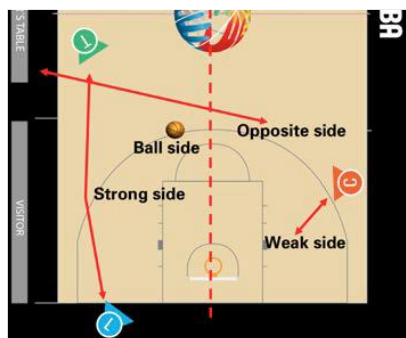 'S TABLE
BA
T
Opposite side
Ball side
C
Strong side
VISITOR
Weak side
L